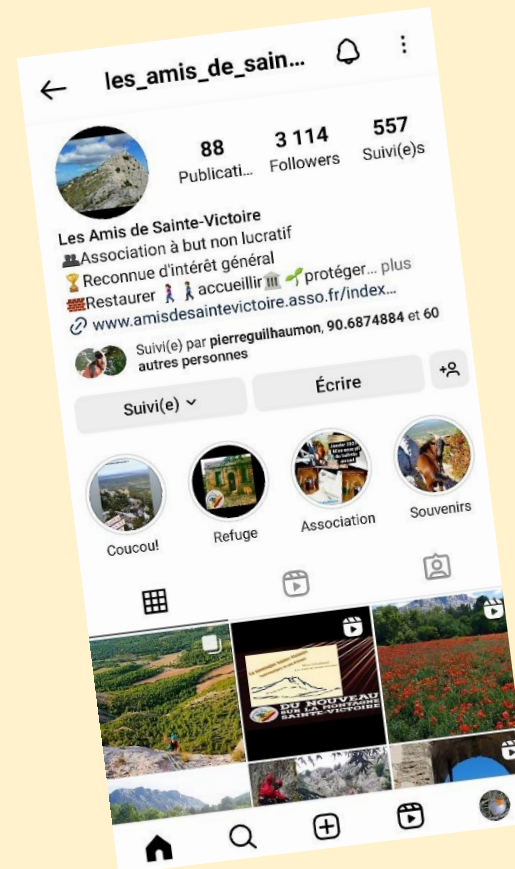 les_amis_de_sain...
88
Publicati...
3 114
Followers
557
Suivi(e)s
Les Amis de Sainte-Victoire
👥Association à but non lucratif
🏆Reconnue d'intérêt général
🧱Restaurer 🚶‍♀️🚶accueillir🏛️ 🌱protéger... plus
www.amisdesaintevictoire.asso.fr/index...
Suivi(e) par pierreguilhaumon, 90.6874884 et 60
autres personnes
Suivi(e)
Écrire
Coucou!
Refuge
Association
Souvenirs
DU NOUVEAU
SUR LA MONTAGNE
SAINTE-VICTOIRE